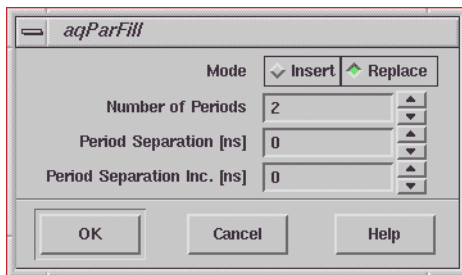 aqParFill
Mode Insert Replace
Number of Periods 2
Period Separation [ns] 0
Period Separation Inc. [ns] 0
OK Cancel Help